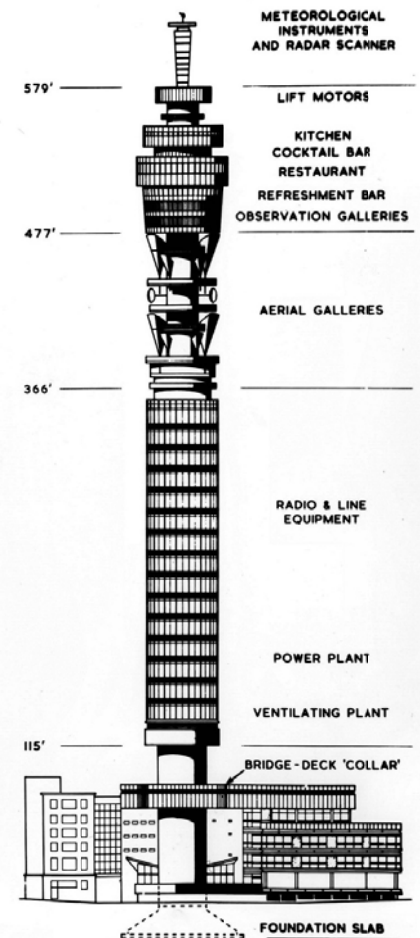 METEOROLOGICAL
INSTRUMENTS
AND RADAR SCANNER
579'
LIFT MOTORS
KITCHEN
COCKTAIL BAR
RESTAURANT
REFRESHMENT BAR
OBSERVATION GALLERIES
477'
AERIAL GALLERIES
366'
RADIO & LINE
EQUIPMENT
POWER PLANT
VENTILATING PLANT
115'
BRIDGE-DECK 'COLLAR'
FOUNDATION SLAB